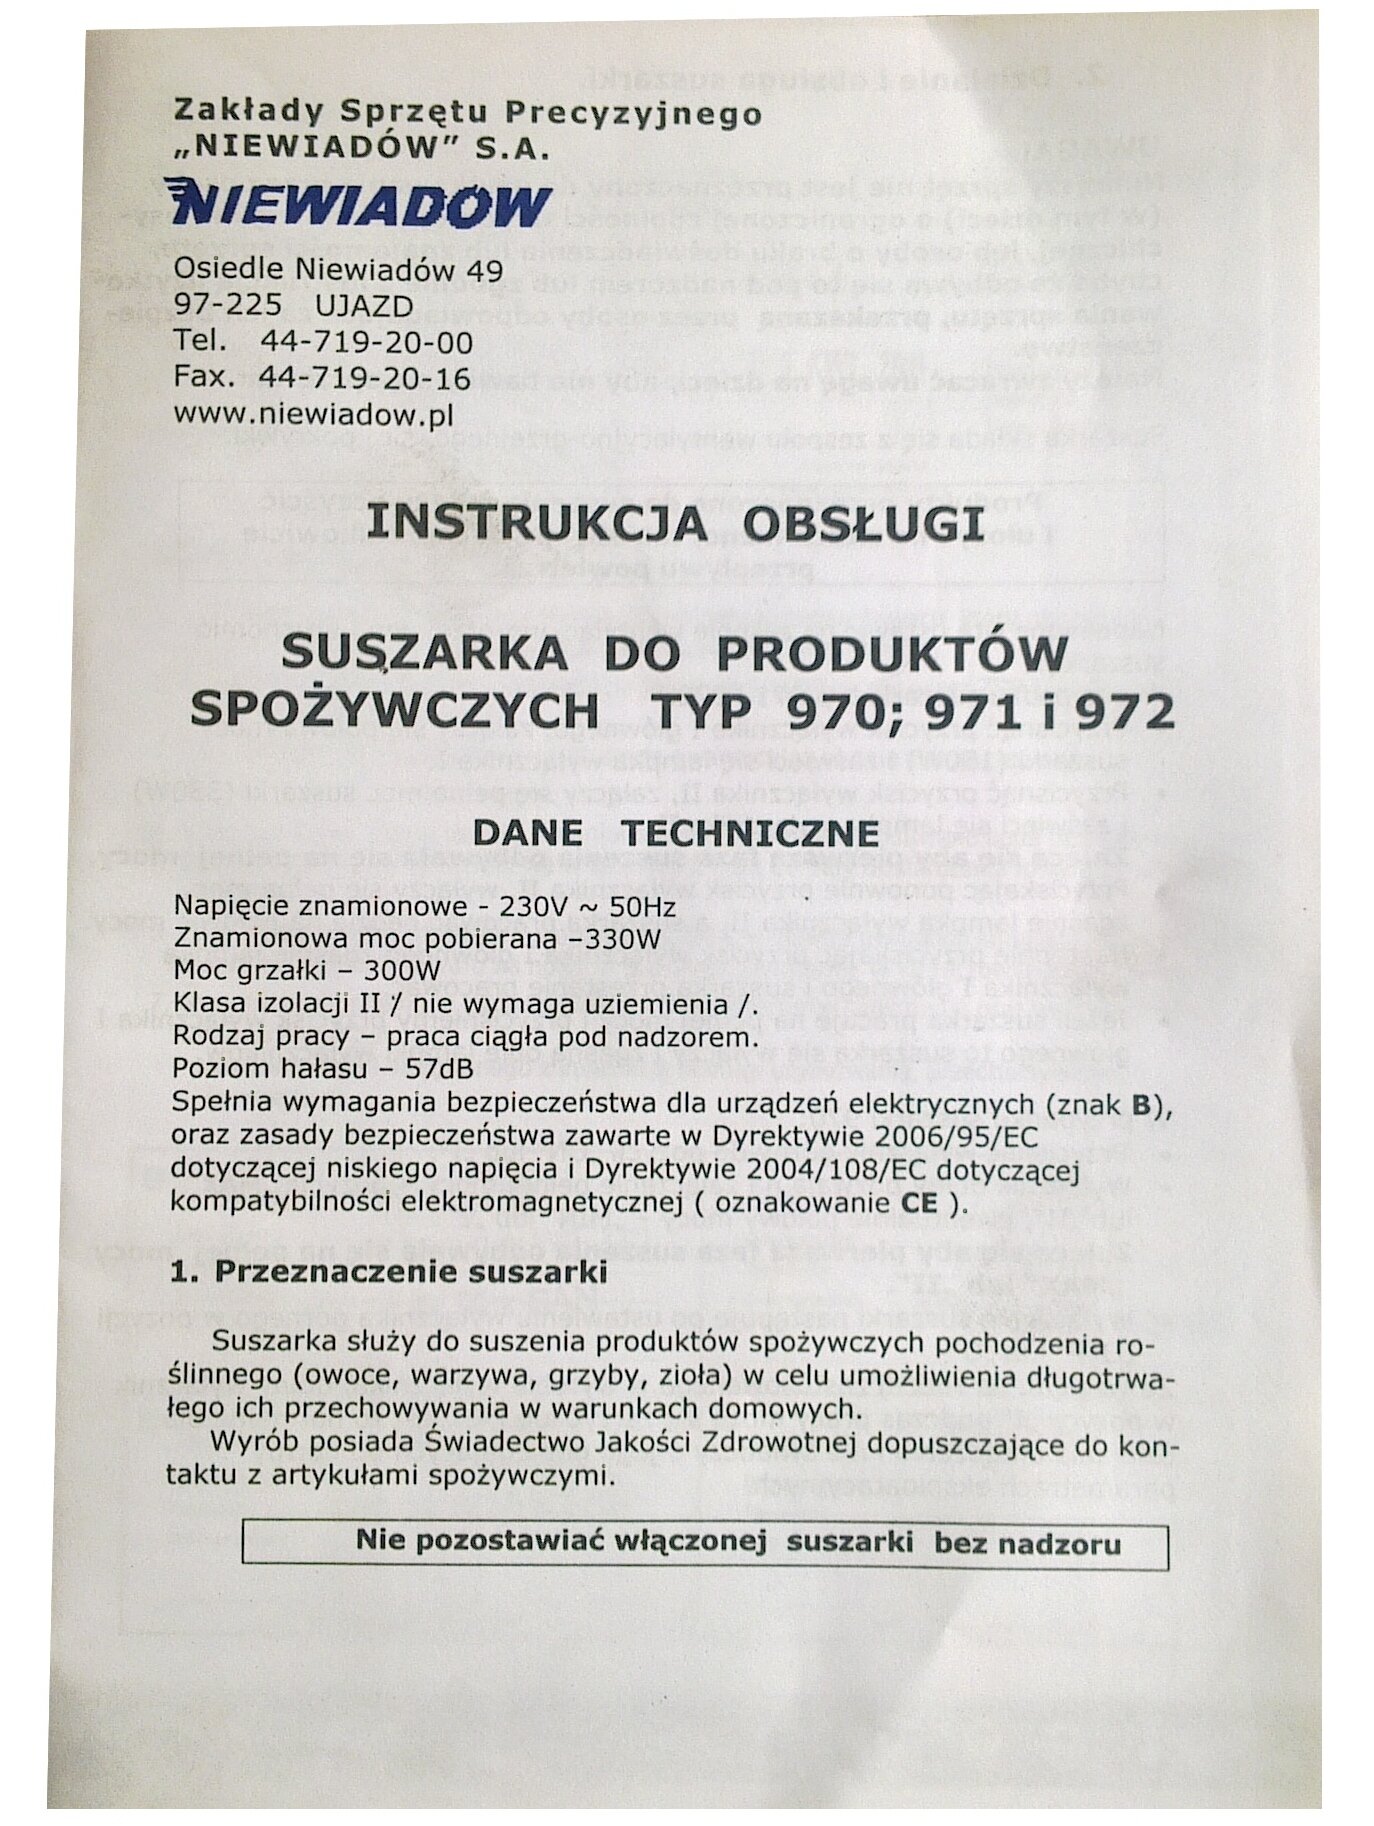 Zakłady Sprzętu Precyzyjnego
„NIEWIADÓW” S.A.
NIEWIADÓW
Osiedle Niewiadów 49
97-225 UJAZD
Tel. 44-719-20-00
Fax. 44-719-20-16
www.niewiadow.pl
INSTRUKCJA OBSŁUGI
SUSZARKA DO PRODUKTÓW
SPOŻYWCZYCH TYP 970; 971 i 972
DANE TECHNICZNE
Napięcie znamionowe - 230V ~ 50Hz
Znamionowa moc pobierana –330W
Moc grzałki – 300W
Klasa izolacji II / nie wymaga uziemienia /.
Rodzaj pracy – praca ciągła pod nadzorem.
Poziom hałasu – 57dB
Spełnia wymagania bezpieczeństwa dla urządzeń elektrycznych (znak B),
oraz zasady bezpieczeństwa zawarte w Dyrektywie 2006/95/EC
dotyczącej niskiego napięcia i Dyrektywie 2004/108/EC dotyczącej
kompatybilności elektromagnetycznej ( oznakowanie CE ).
1. Przeznaczenie suszarki
Suszarka służy do suszenia produktów spożywczych pochodzenia ro-
ślinnego (owoce, warzywa, grzyby, zioła) w celu umożliwienia długotrwa-
łego ich przechowywania w warunkach domowych.
Wyrób posiada Świadectwo Jakości Zdrowotnej dopuszczające do kon-
taktu z artykułami spożywczymi.
Nie pozostawiać włączonej suszarki bez nadzoru